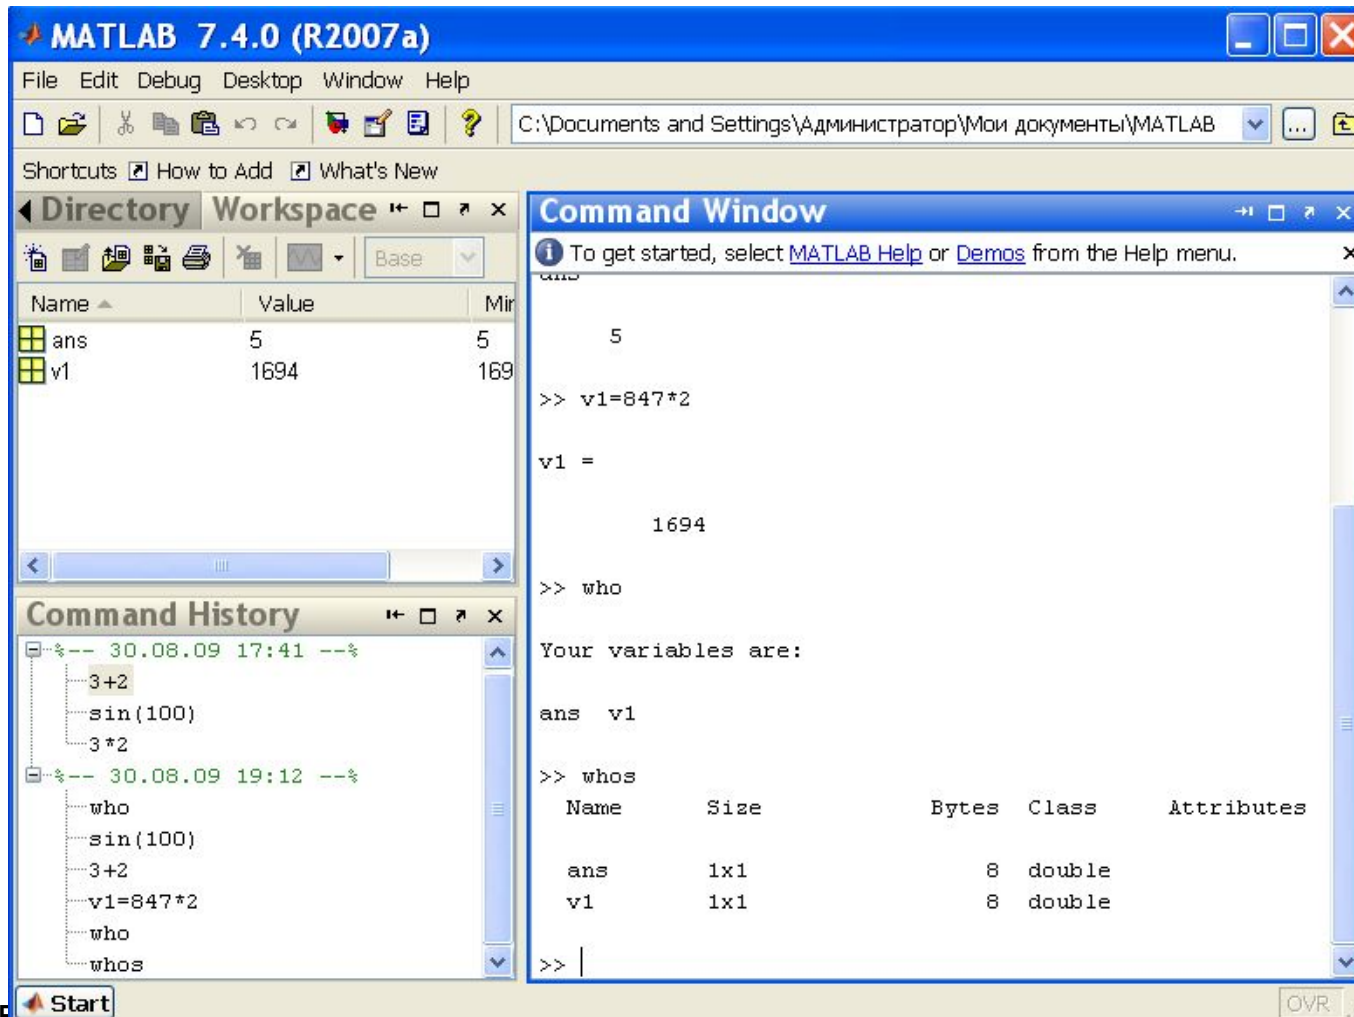 MATLAB 7.4.0 (R2007a)
File Edit Debug Desktop Window Help
C:\Documents and Settings\Администратор\Мои документы\MATLAB
Shortcuts How to Add What's New
Directory Workspace
Base
Name Value Mir
ans 5 5
v1 1694 169
Command History
%-- 30.08.09 17:41 --%
3+2
sin(100)
3*2
%-- 30.08.09 19:12 --%
who
sin(100)
3+2
v1=847*2
who
whos
Command Window
To get started, select MATLAB Help or Demos from the Help menu.
5
>> v1=847*2
v1 =
1694
>> who
Your variables are:
ans v1
>> whos
Name Size Bytes Class Attributes
ans 1x1 8 double
v1 1x1 8 double
>>
Start
OVR